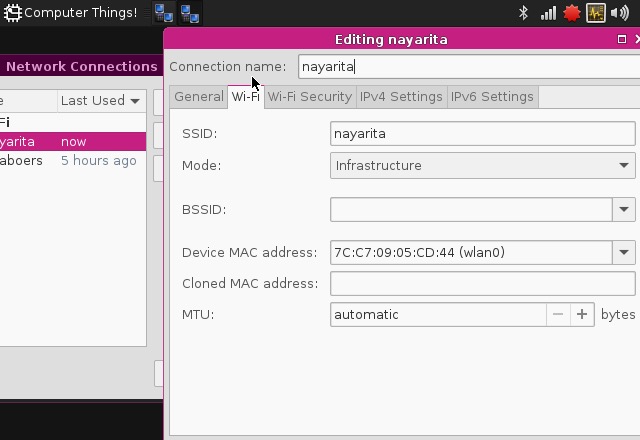 Computer Things!
Editing nayarita
Network Connections
Connection name: nayarita
General Wi-Fi Wi-Fi Security IPv4 Settings IPv6 Settings
e Last Used
Fi
yarita now
aboers 5 hours ago
SSID: nayarita
Mode: Infrastructure
BSSID:
Device MAC address: 7C:C7:09:05:CD:44 (wlan0)
Cloned MAC address:
MTU: automatic bytes